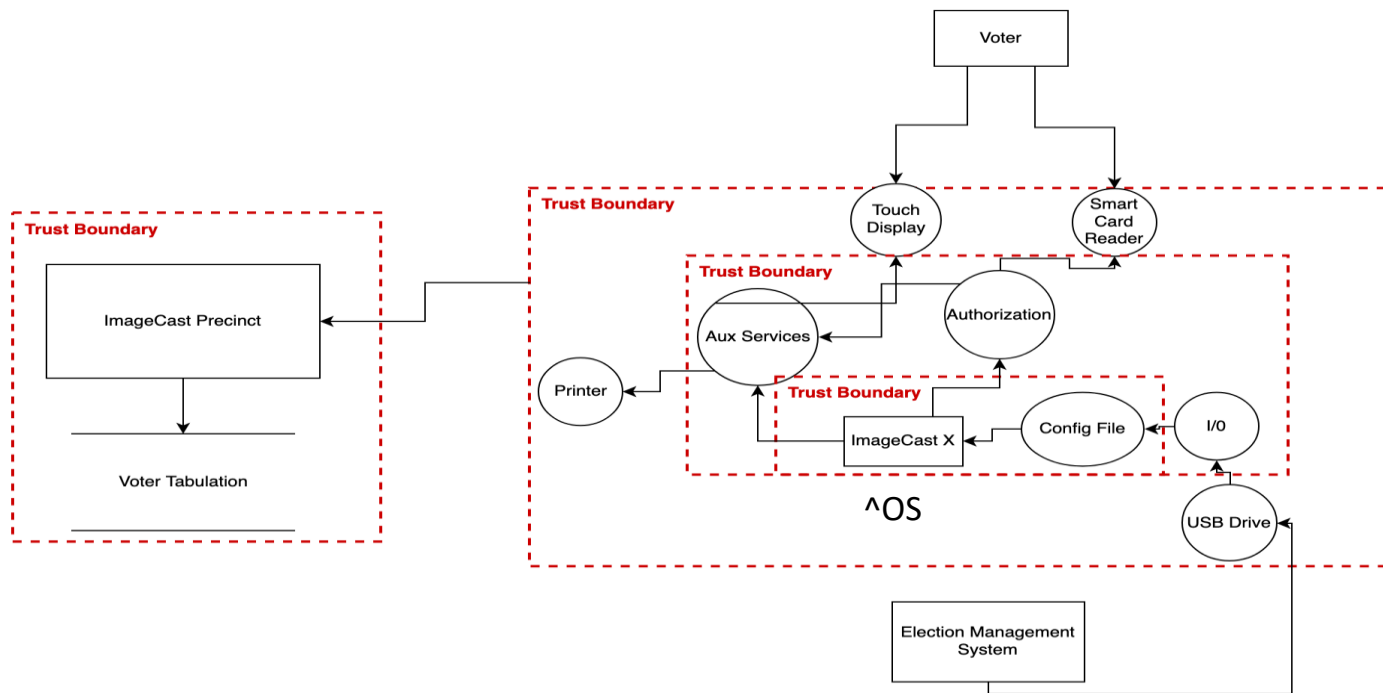 Voter
Trust Boundary
Touch
Display
Smart
Card
Reader
Trust Boundary
ImageCast Precinct
Voter Tabulation
Trust Boundary
Aux Services
Authorization
Printer
Trust Boundary
ImageCast X
Config File
I/0
^OS
USB Drive
Election Management
System